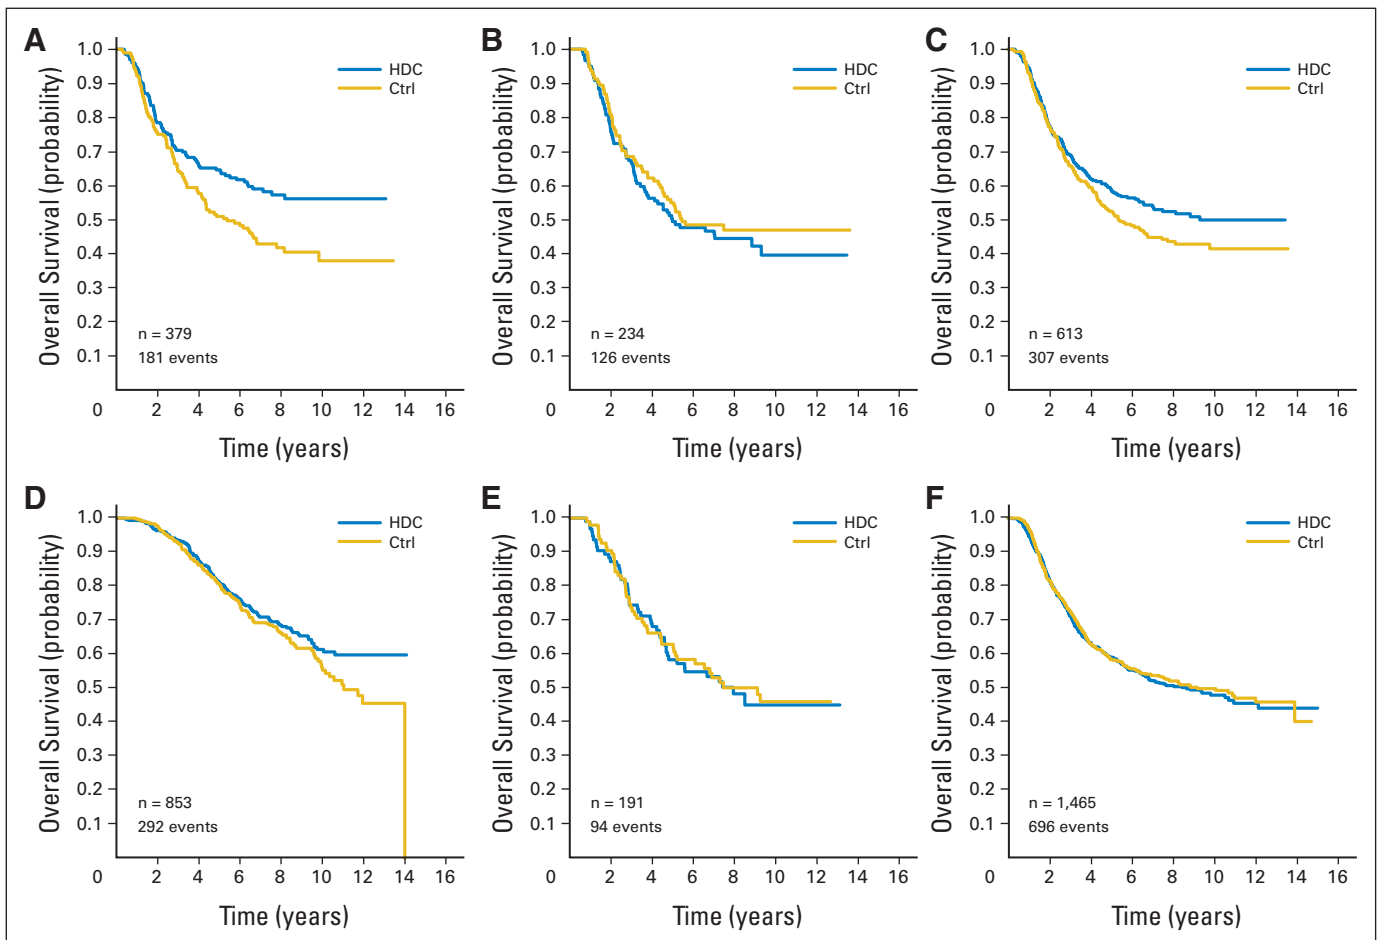 A
Overall Survival (probability)
1.0
0.9
0.8
0.7
0.6
0.5
0.4
0.3
0.2
0.1
HDC
Ctrl
n = 379
181 events
0 2 4 6 8 10 12 14 16
Time (years)
B
Overall Survival (probability)
1.0
0.9
0.8
0.7
0.6
0.5
0.4
0.3
0.2
0.1
HDC
Ctrl
n = 234
126 events
0 2 4 6 8 10 12 14 16
Time (years)
C
Overall Survival (probability)
1.0
0.9
0.8
0.7
0.6
0.5
0.4
0.3
0.2
0.1
HDC
Ctrl
n = 613
307 events
0 2 4 6 8 10 12 14 16
Time (years)
D
Overall Survival (probability)
1.0
0.9
0.8
0.7
0.6
0.5
0.4
0.3
0.2
0.1
HDC
Ctrl
n = 853
292 events
0 2 4 6 8 10 12 14 16
Time (years)
E
Overall Survival (probability)
1.0
0.9
0.8
0.7
0.6
0.5
0.4
0.3
0.2
0.1
HDC
Ctrl
n = 191
94 events
0 2 4 6 8 10 12 14 16
Time (years)
F
Overall Survival (probability)
1.0
0.9
0.8
0.7
0.6
0.5
0.4
0.3
0.2
0.1
HDC
Ctrl
n = 1,465
696 events
0 2 4 6 8 10 12 14 16
Time (years)